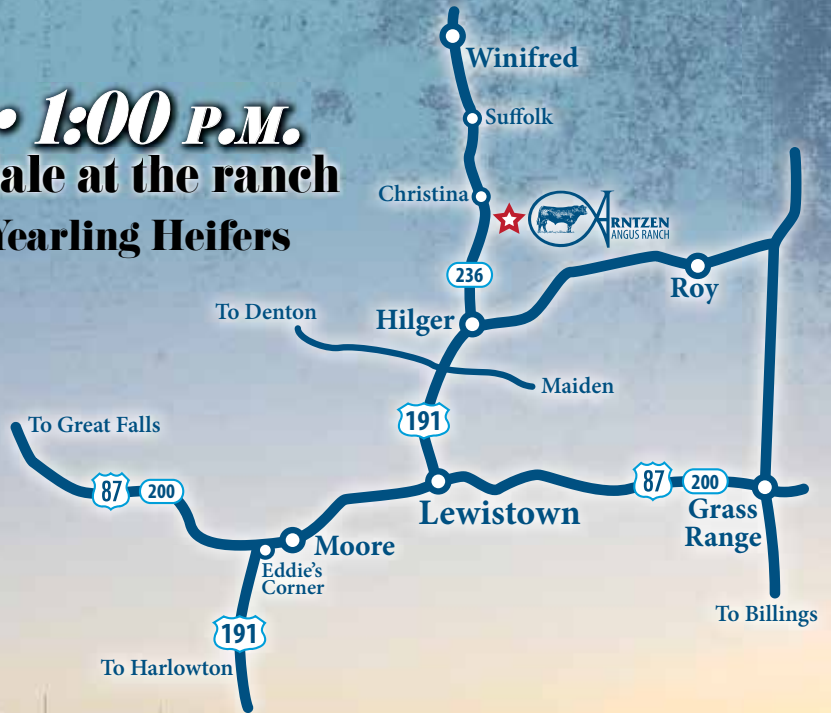 1:00 P.M.
ale at the ranch
Yearling Heifers
Winifred
Suffolk
Christina
ARNTZEN
ANGUS RANCH
236
Roy
To Denton
Hilger
Maiden
191
To Great Falls
87
200
87
200
Lewistown
Grass
Range
Moore
Eddie's
Corner
To Billings
191
To Harlowton